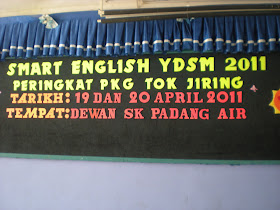 SMART ENGLISH YDSM 2011
PERINGKAT PKG TOK JIRING
TARIKH: 19 DAN 20 APRIL 2011
TEMPAT: DEWAN SK PADANG AIR